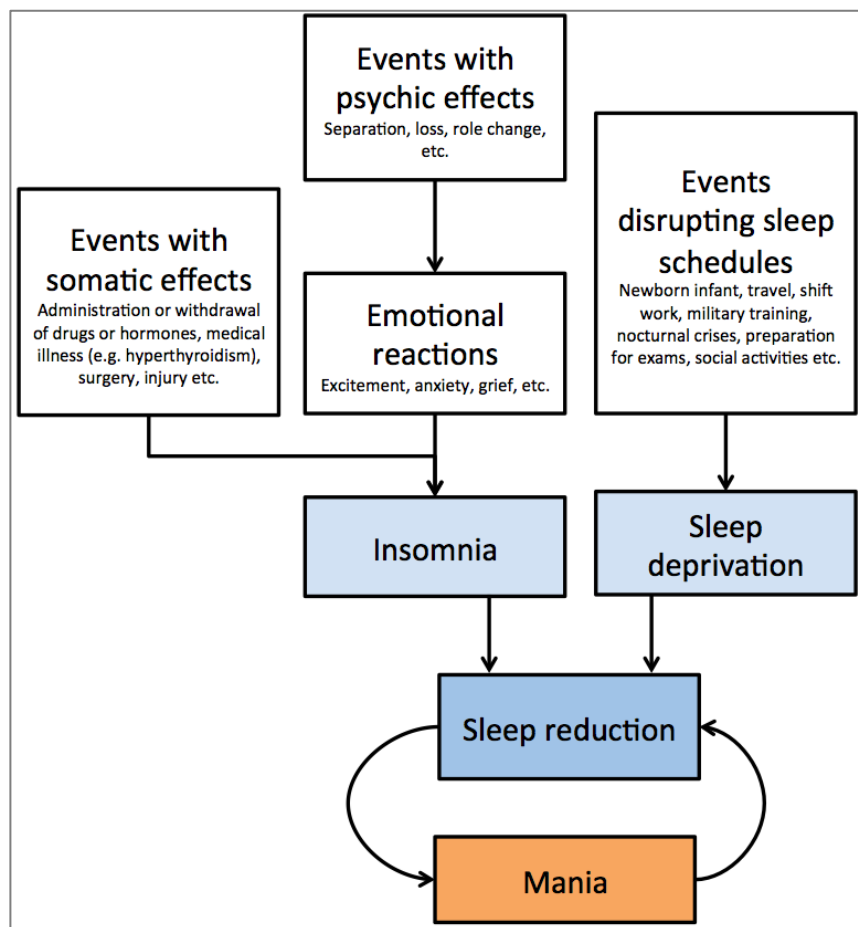 Events with
psychic effects
Separation, loss, role change,
etc.
Events with
somatic effects
Administration or withdrawal
of drugs or hormones, medical
illness (e.g. hyperthyroidism),
surgery, injury etc.
Emotional
reactions
Excitement, anxiety, grief, etc.
Events
disrupting sleep
schedules
Newborn infant, travel, shift
work, military training,
nocturnal crises, preparation
for exams, social activities etc.
Insomnia
Sleep
deprivation
Sleep reduction
Mania